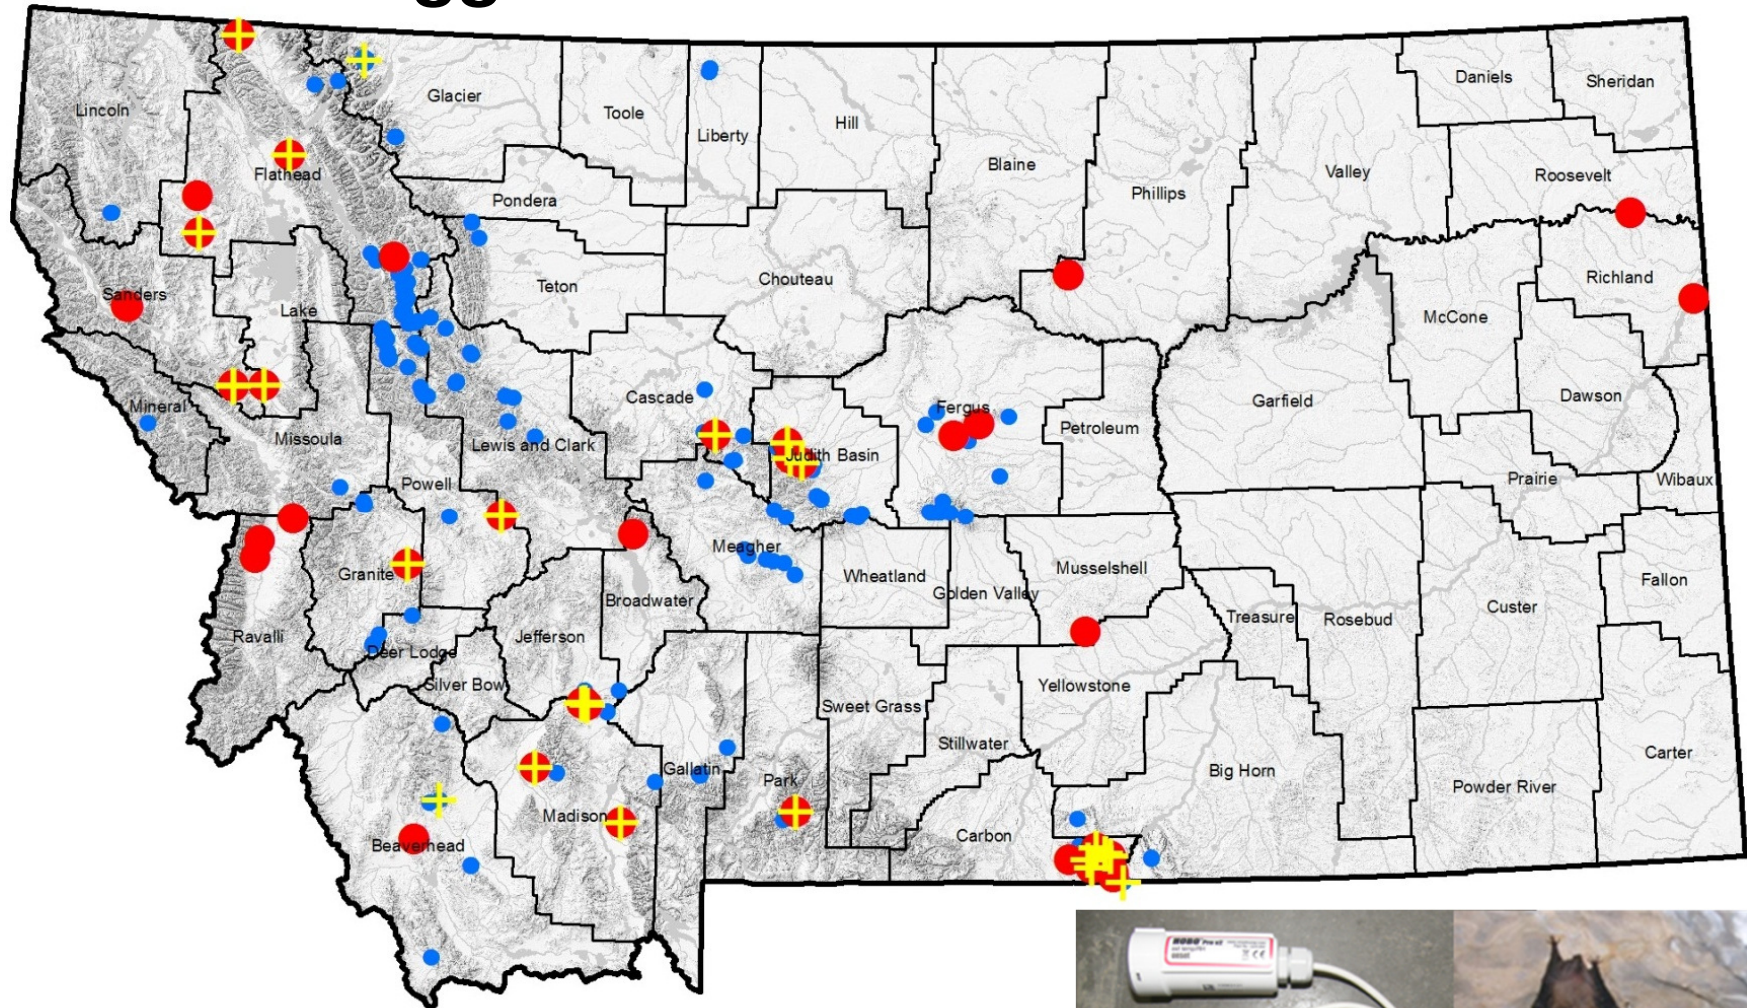 Lincoln
Glacier
Toole
Liberty
Hill
Blaine
Phillips
Valley
Daniels
Sheridan
Roosevelt
Flathead
Pondera
Teton
Chouteau
Sanders
Lake
McCone
Richland
Mineral
Missoula
Cascade
Lewis and Clark
Judith Basin
Fergus
Petroleum
Garfield
Dawson
Prairie
Wibaux
Powell
Granite
Meagher
Wheatland
Golden Valley
Musselshell
Treasure
Rosebud
Custer
Fallon
Broadwater
Ravalli
Deer Lodge
Jefferson
Silver Bow
Sweet Grass
Yellowstone
Stillwater
Gallatin
Park
Big Horn
Powder River
Carter
Beaverhead
Madison
Carbon
HOBO Pro v2